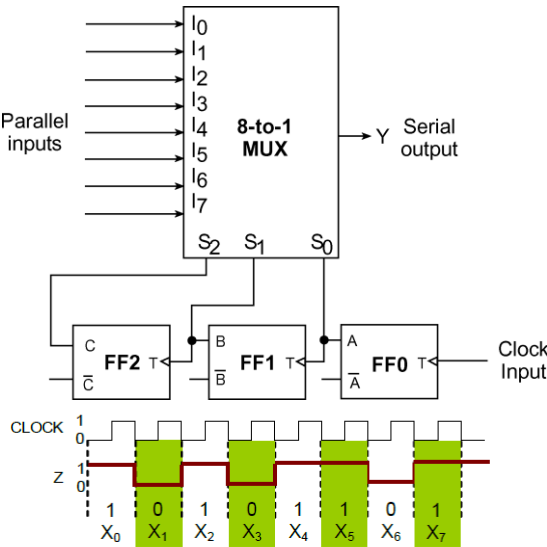 I0
I1
I2
I3
I4
I5
I6
I7
Parallel
inputs
8-to-1
MUX
Y Serial
output
S2 S1 S0
C FF2 T
C̅
B FF1 T
B̅
A FF0 T
A̅
Clock
Input
CLOCK 1
0
Z 1
0
1 0 1 0 1 1 0 1
X0 X1 X2 X3 X4 X5 X6 X7